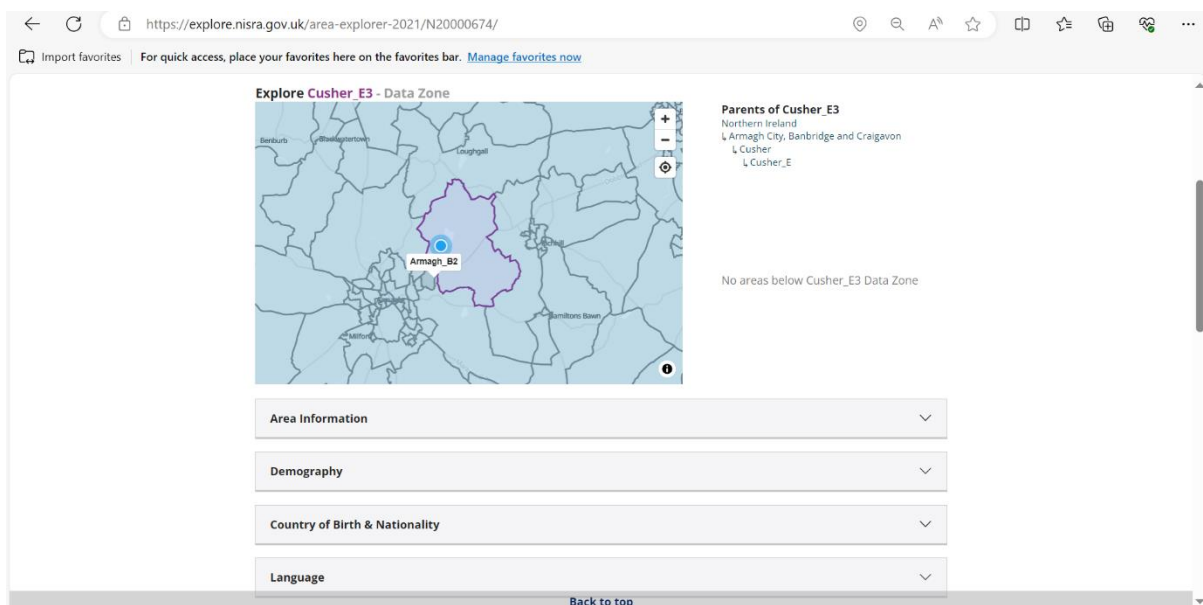 https://explore.nisra.gov.uk/area-explorer-2021/N20000674/
Import favorites
For quick access, place your favorites here on the favorites bar. Manage favorites now
Explore Cusher_E3 - Data Zone
Benburb
Blackwatertown
Loughgall
Armagh_B2
Hamiltons Bawn
Milford
Parents of Cusher_E3
Northern Ireland
↳ Armagh City, Banbridge and Craigavon
↳ Cusher
↳ Cusher_E
No areas below Cusher_E3 Data Zone
Area Information
Demography
Country of Birth & Nationality
Language
Back to top